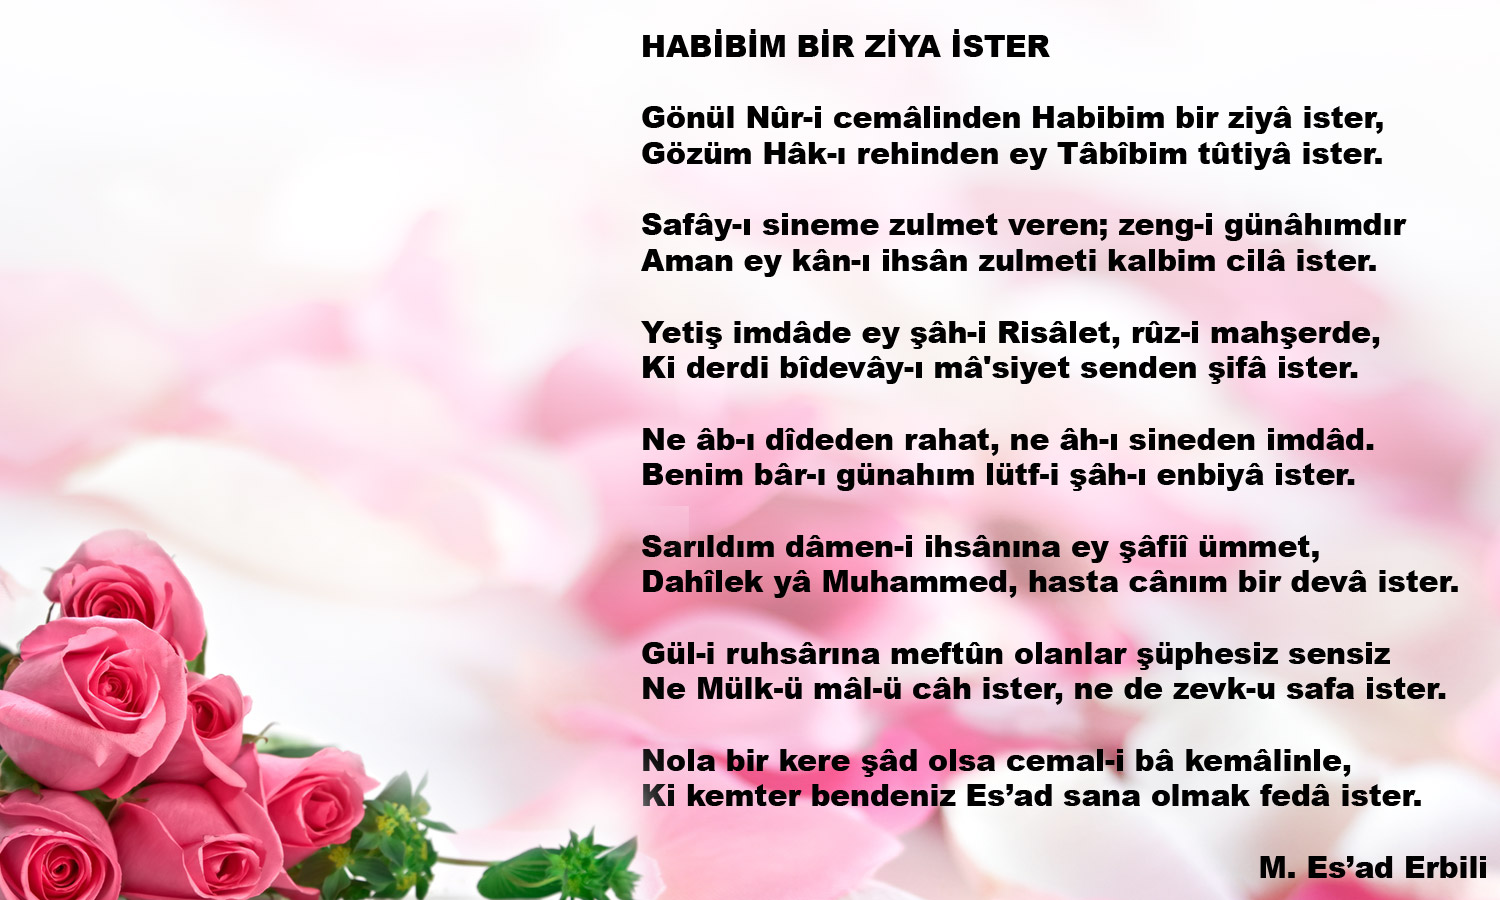 HABİBİM BİR ZİYA İSTER
Gönül Nûr-i cemâlinden Habibim bir ziyâ ister,
Gözüm Hâk-ı rehinden ey Tâbîbim tûtiyâ ister.
Safây-ı sineme zulmet veren; zeng-i günâhımdır
Aman ey kân-ı ihsân zulmeti kalbim cilâ ister.
Yetiş imdâde ey şâh-i Risâlet, rûz-i mahşerde,
Ki derdi bîdevây-ı mâ'siyet senden şifâ ister.
Ne âb-ı dîdeden rahat, ne âh-ı sineden imdâd.
Benim bâr-ı günahım lütf-i şâh-ı enbiyâ ister.
Sarıldım dâmen-i ihsânına ey şâfiî ümmet,
Dahîlek yâ Muhammed, hasta cânım bir devâ ister.
Gül-i ruhsârına meftûn olanlar şüphesiz sensiz
Ne Mülk-ü mâl-ü câh ister, ne de zevk-u safa ister.
Nola bir kere şâd olsa cemal-i bâ kemâlinle,
Ki kemter bendeniz Es’ad sana olmak fedâ ister.
M. Es’ad Erbili